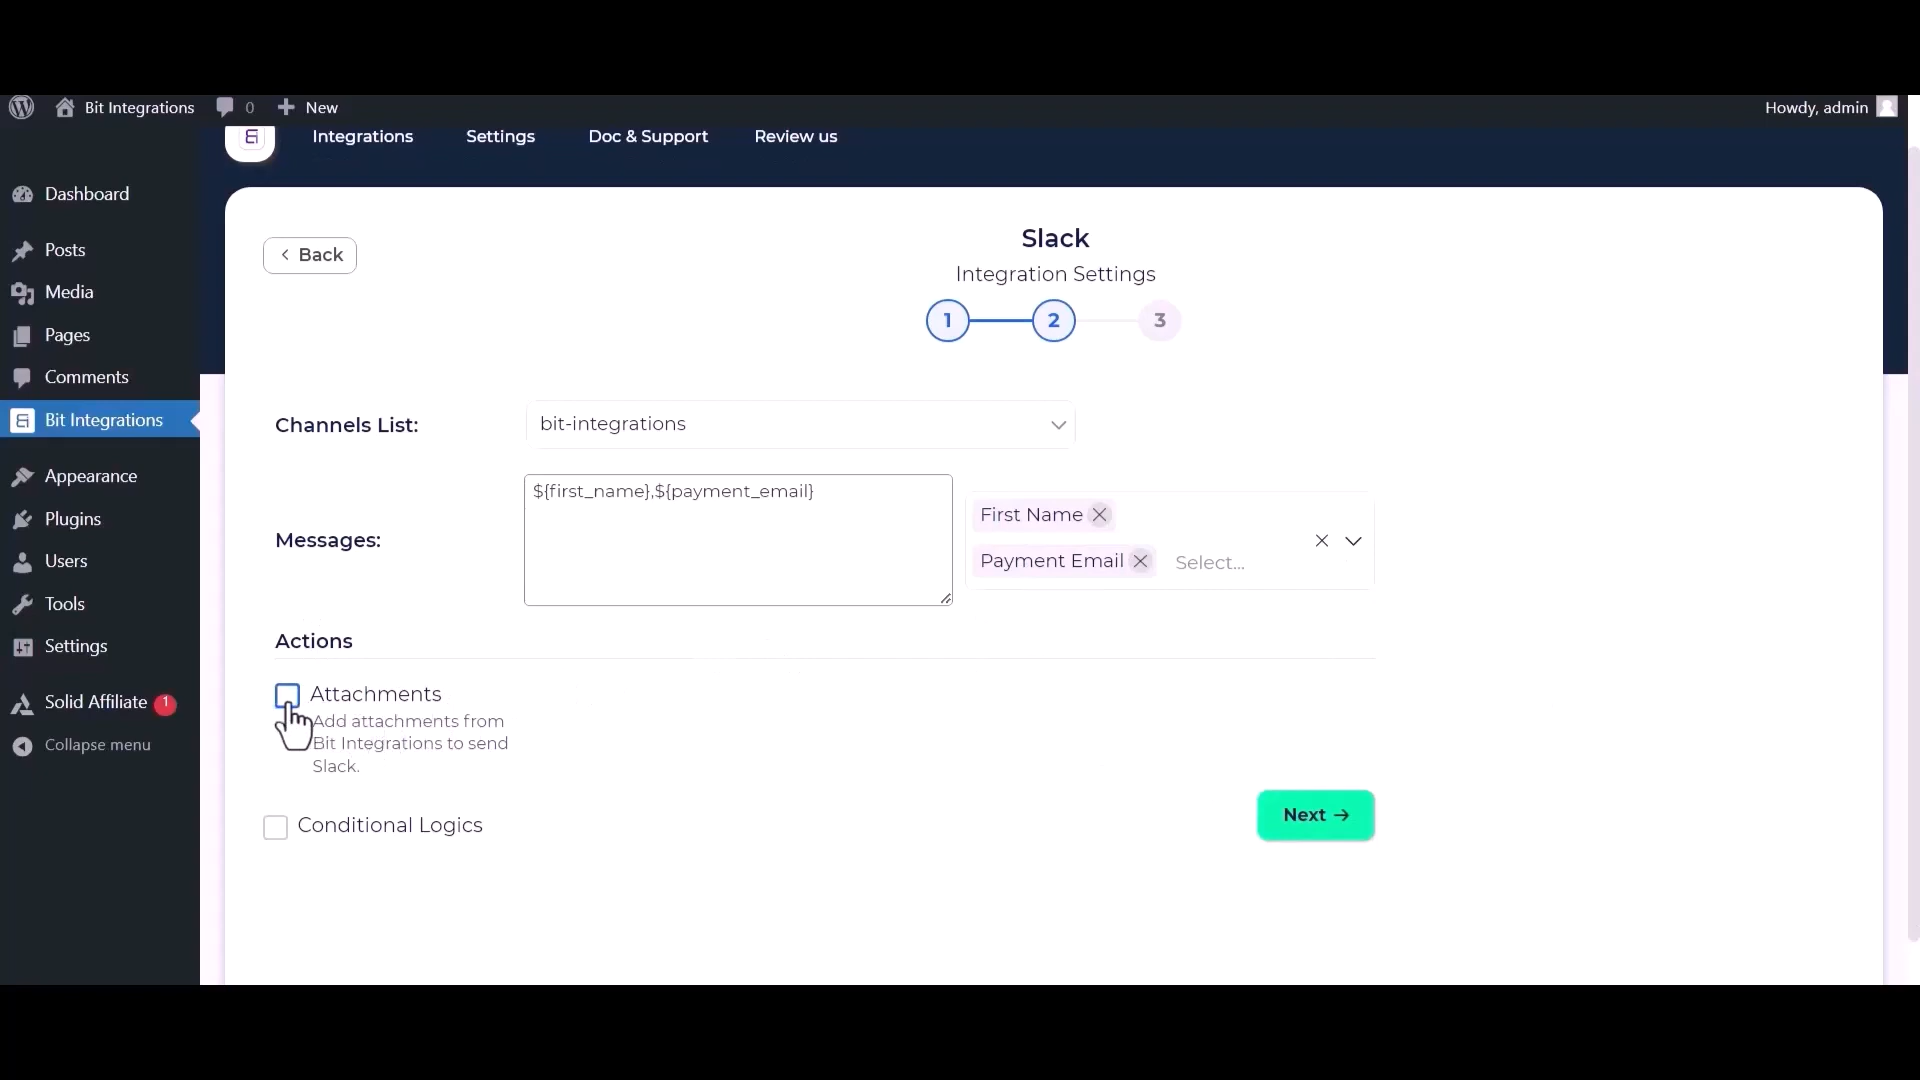 Bit Integrations
0
New
Howdy, admin
Integrations
Settings
Doc & Support
Review us
Dashboard
Posts
Media
Pages
Comments
Bit Integrations
Appearance
Plugins
Users
Tools
Settings
Solid Affiliate 1
Collapse menu
Back
Slack
Integration Settings
1
2
3
Channels List:
bit-integrations
Messages:
${first_name},${payment_email}
First Name
Payment Email
Select...
Actions
Attachments
Add attachments from
Bit Integrations to send
Slack.
Conditional Logics
Next →